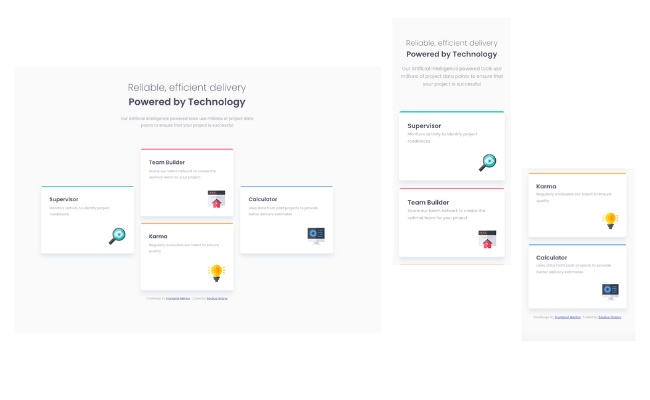 Reliable, efficient delivery
Powered by Technology
Our Artificial Intelligence powered tools use millions of project data
points to ensure that your project is successful
Team Builder
Scans our talent network to create the
optimal team for your project
Supervisor
Monitors activity to identify project
roadblocks
Calculator
Uses data from past projects to provide
better delivery estimates
Karma
Regularly evaluates our talent to ensure
quality
Challenge by Frontend Mentor. Coded by
Reliable, efficient delivery
Powered by Technology
Our Artificial Intelligence powered tools use
millions of project data points to ensure that
your project is successful
Supervisor
Monitors activity to identify project
roadblocks
Team Builder
Scans our talent network to create the
optimal team for your project
Karma
Regularly evaluates our talent to ensure
quality
Calculator
Uses data from past projects to provide
better delivery estimates
Challenge by Frontend Mentor. Coded by